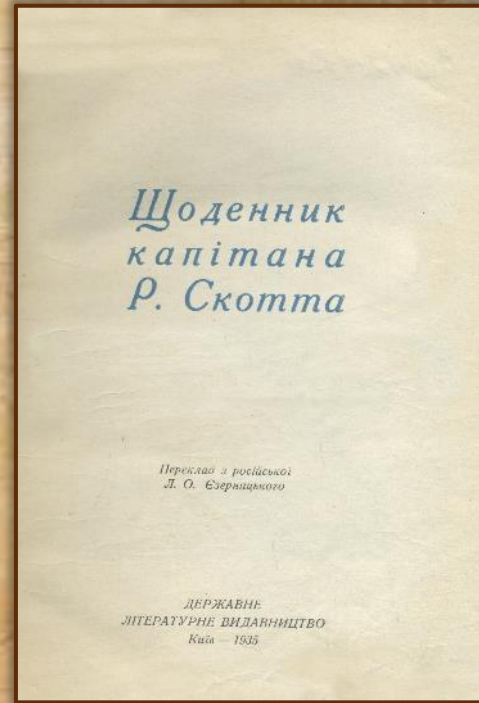 Щоденник
капітана
Р. Скотта
Переклад з російської
Л. О. Єзерницького
ДЕРЖАВНЕ
ЛІТЕРАТУРНЕ ВИДАВНИЦТВО
Київ — 1935